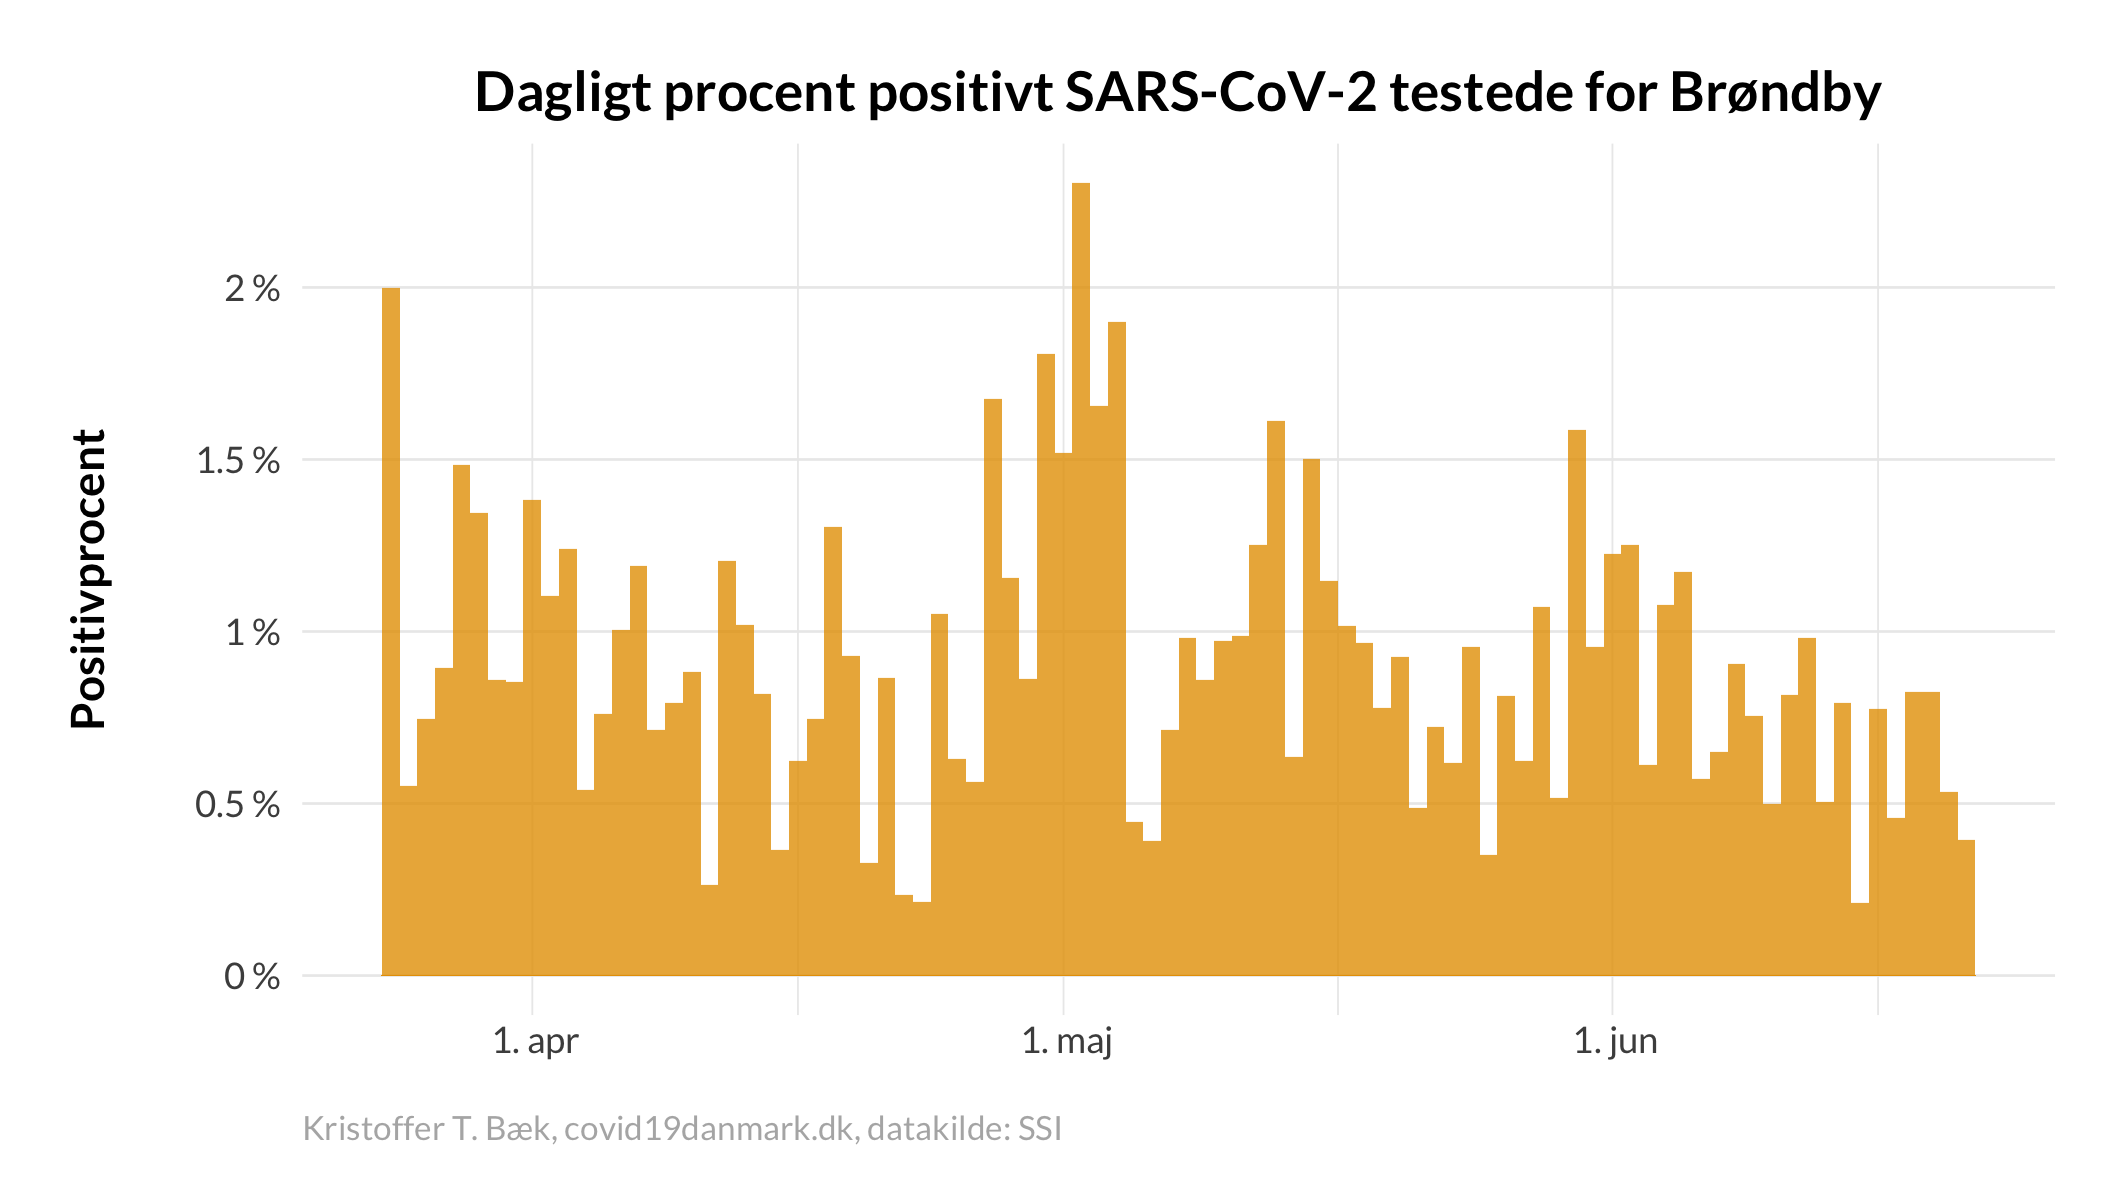 Dagligt procent positivt SARS-CoV-2 testede for Brøndby
Positivprocent
2 %
1.5 %
1 %
0.5 %
0 %
1. apr
1. maj
1. jun
Kristoffer T. Bæk, covid19danmark.dk, datakilde: SSI